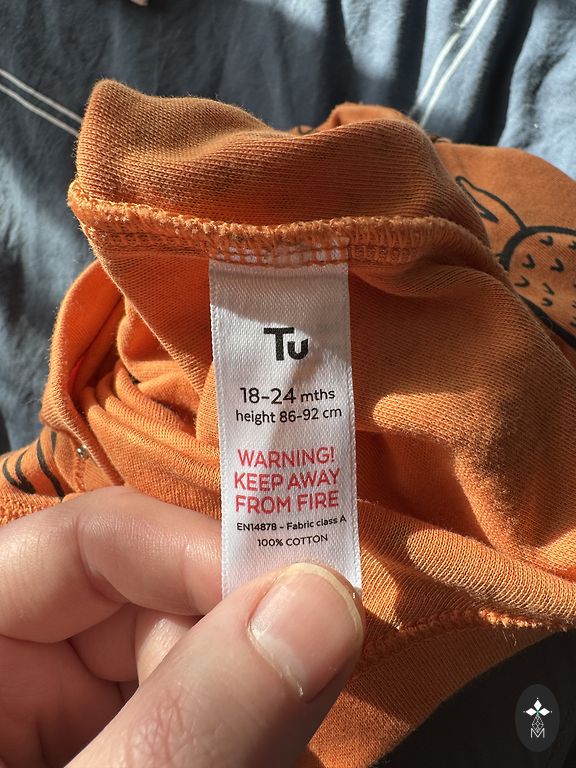 Tu
18-24 mths
height 86-92 cm
WARNING!
KEEP AWAY
FROM FIRE
EN14878 - Fabric class A
100% COTTON